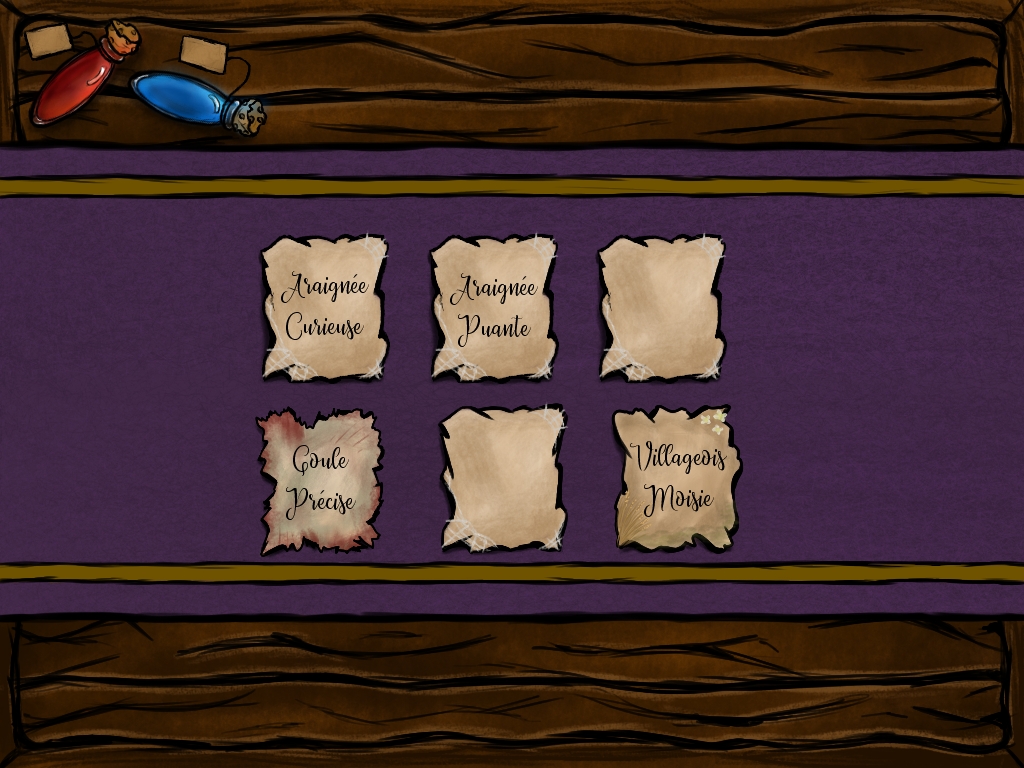 Araignée
Curieuse
Araignée
Puante
Goule
Précise
Villageois
Moisie